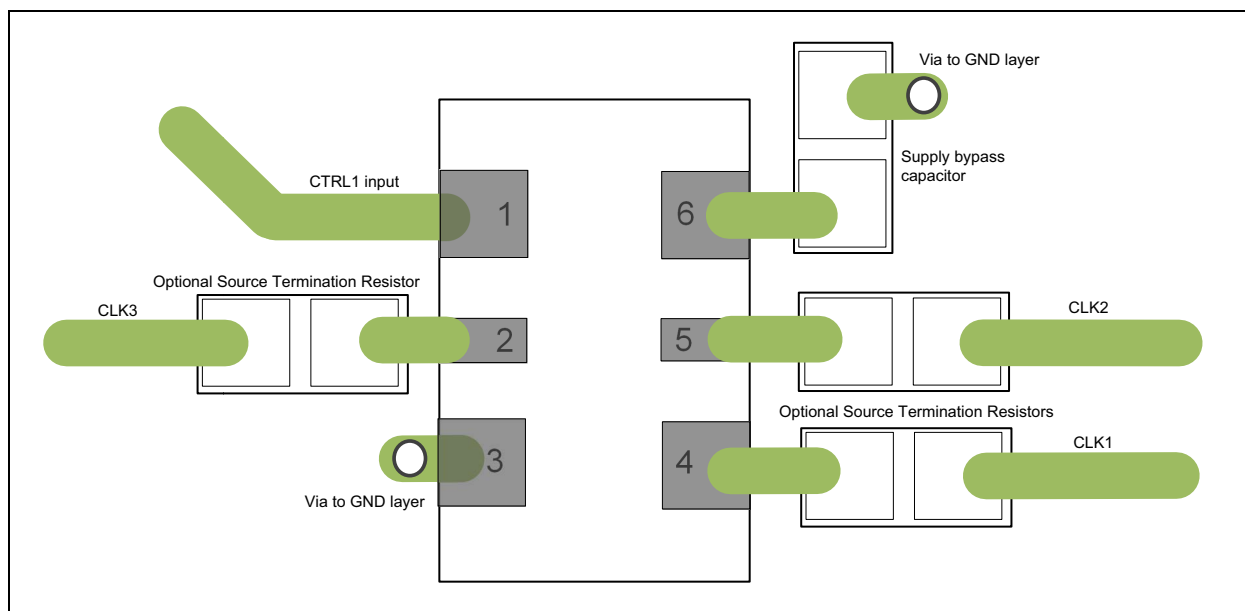 Via to GND layer
Supply bypass
capacitor
CTRL1 input
1
6
Optional Source Termination Resistor
CLK3
2
5
CLK2
Optional Source Termination Resistors
3
4
CLK1
Via to GND layer